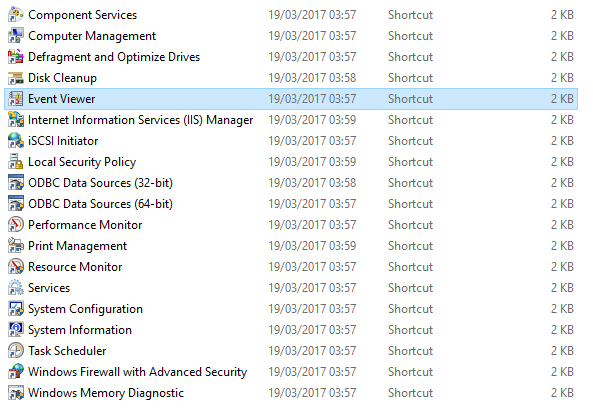 Component Services 19/03/2017 03:57 Shortcut 2 KB
Computer Management 19/03/2017 03:57 Shortcut 2 KB
Defragment and Optimize Drives 19/03/2017 03:57 Shortcut 2 KB
Disk Cleanup 19/03/2017 03:58 Shortcut 2 KB
Event Viewer 19/03/2017 03:57 Shortcut 2 KB
Internet Information Services (IIS) Manager 19/03/2017 03:59 Shortcut 2 KB
iSCSI Initiator 19/03/2017 03:57 Shortcut 2 KB
Local Security Policy 19/03/2017 03:59 Shortcut 2 KB
ODBC Data Sources (32-bit) 19/03/2017 03:58 Shortcut 2 KB
ODBC Data Sources (64-bit) 19/03/2017 03:57 Shortcut 2 KB
Performance Monitor 19/03/2017 03:57 Shortcut 2 KB
Print Management 19/03/2017 03:59 Shortcut 2 KB
Resource Monitor 19/03/2017 03:57 Shortcut 2 KB
Services 19/03/2017 03:57 Shortcut 2 KB
System Configuration 19/03/2017 03:57 Shortcut 2 KB
System Information 19/03/2017 03:57 Shortcut 2 KB
Task Scheduler 19/03/2017 03:57 Shortcut 2 KB
Windows Firewall with Advanced Security 19/03/2017 03:57 Shortcut 2 KB
Windows Memory Diagnostic 19/03/2017 03:57 Shortcut 2 KB